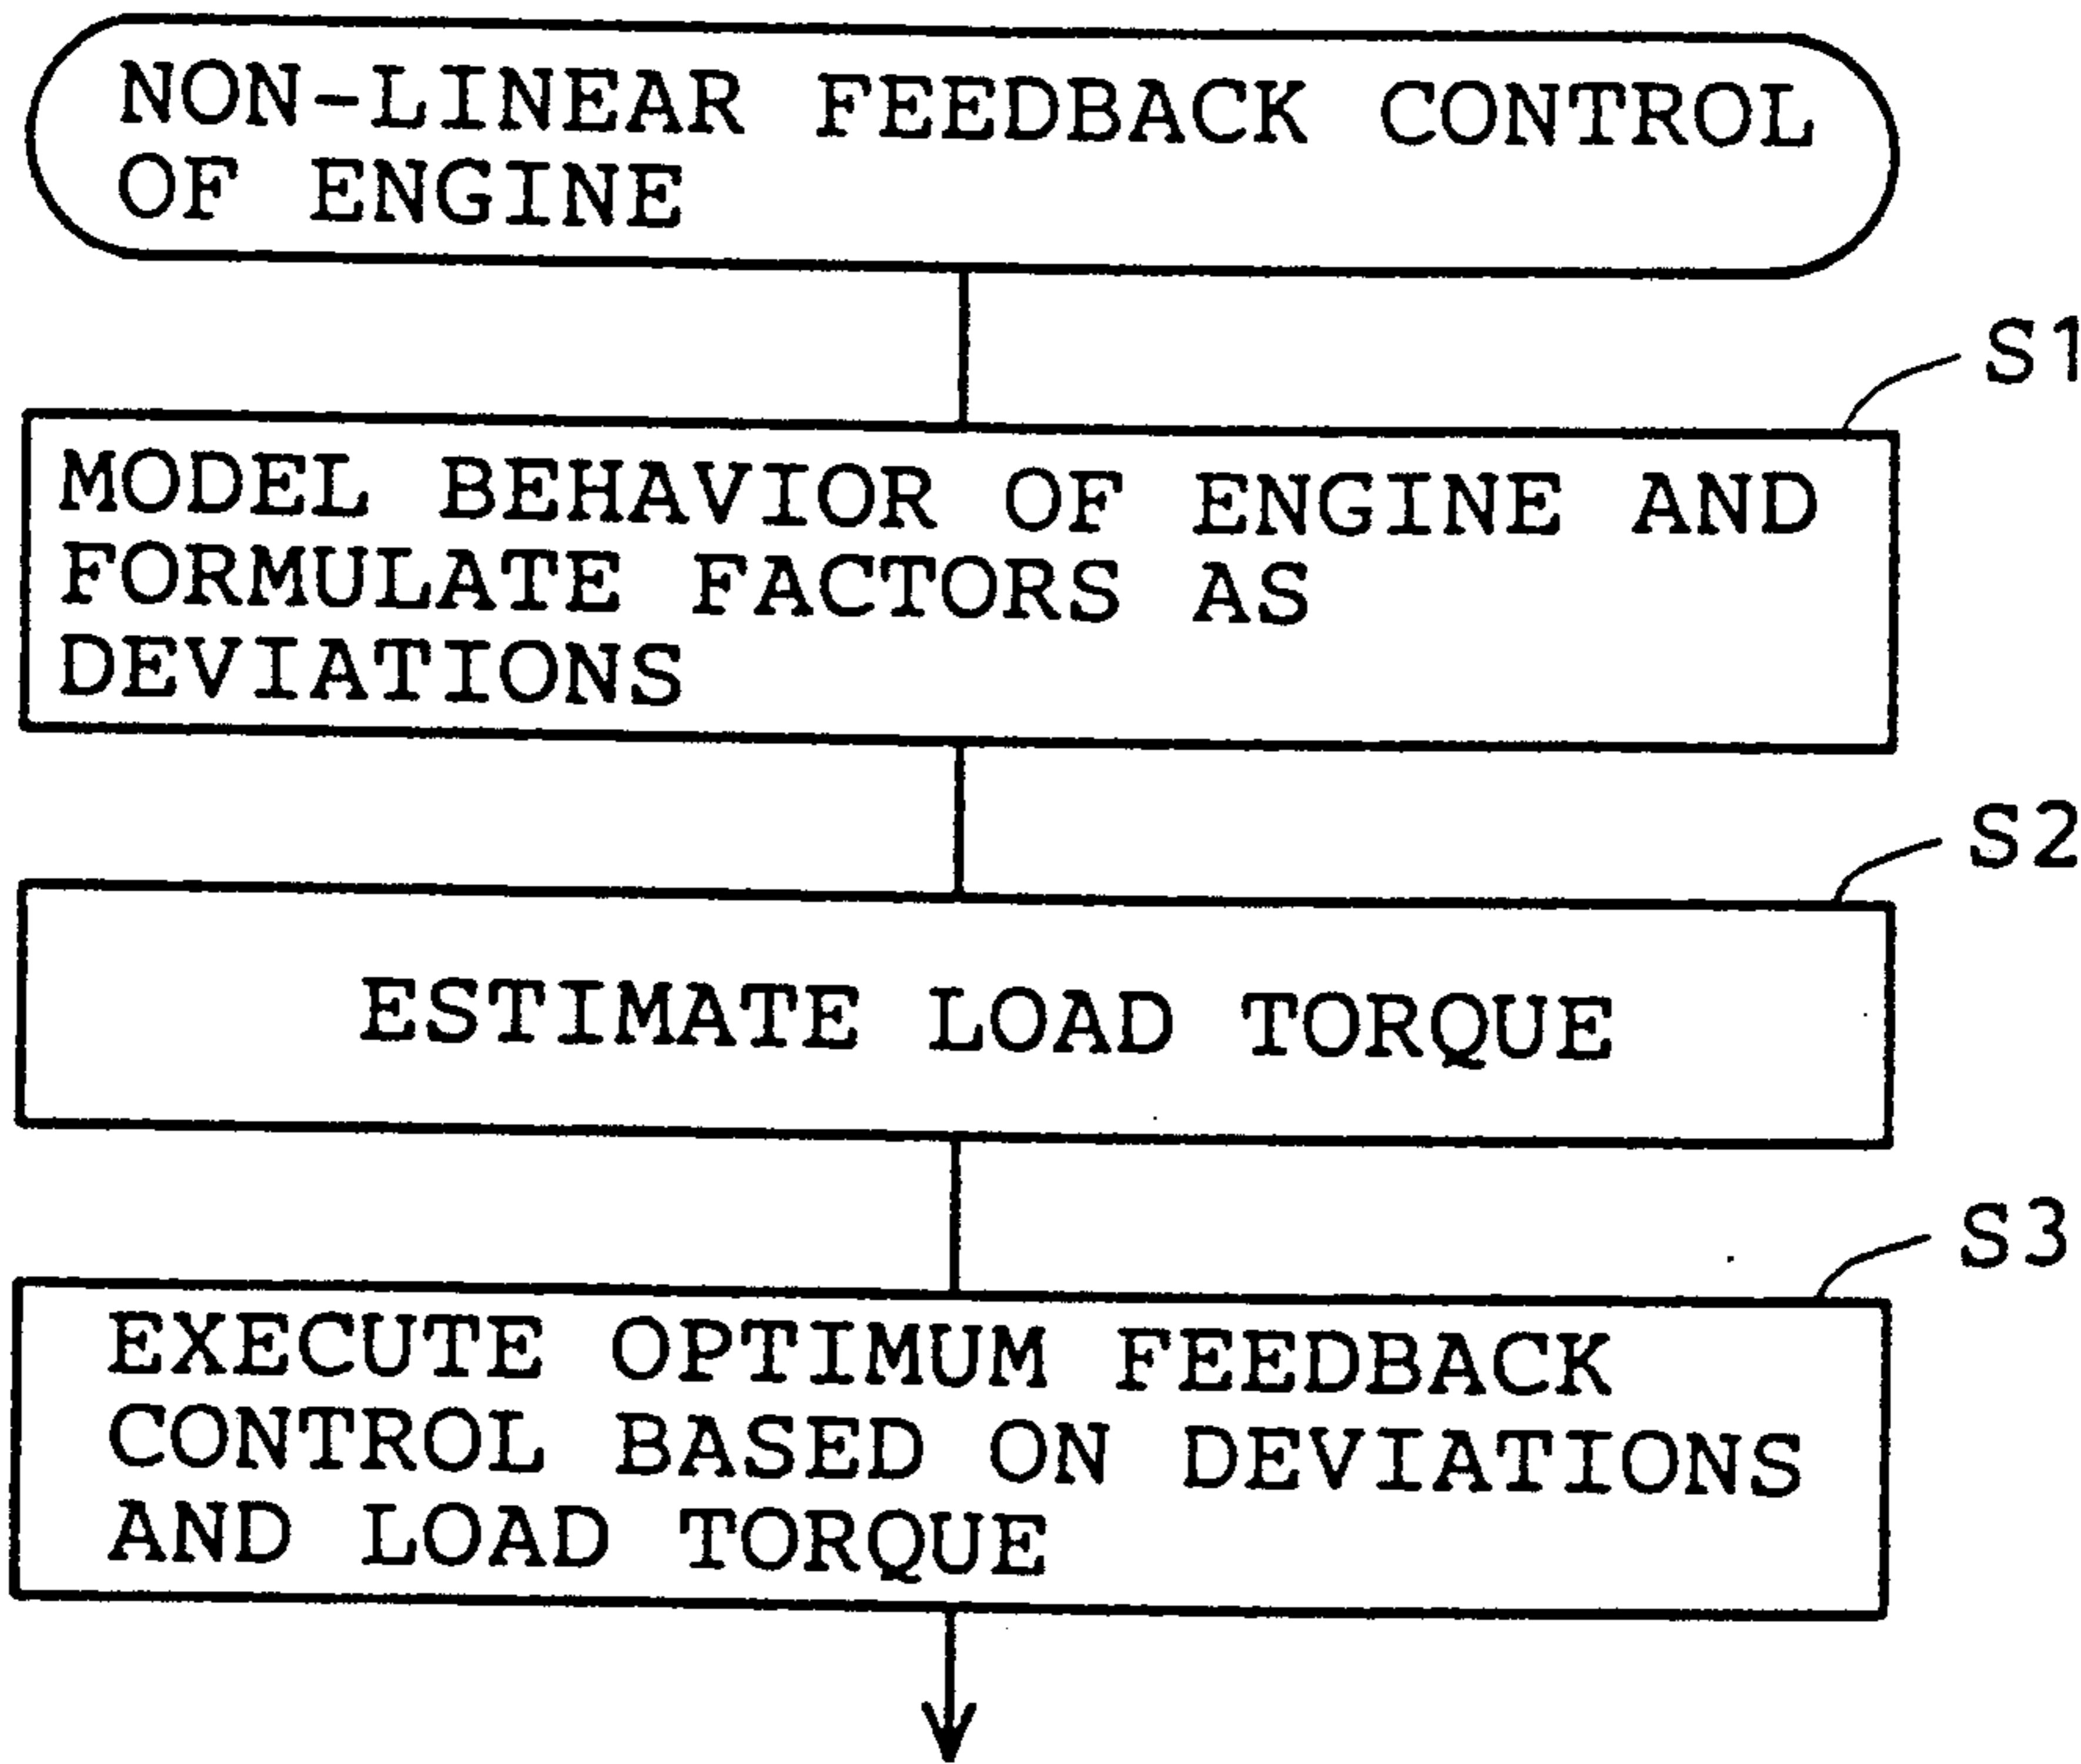 NON-LINEAR FEEDBACK CONTROL
OF ENGINE
S1
MODEL BEHAVIOR OF ENGINE AND
FORMULATE FACTORS AS
DEVIATIONS
S2
ESTIMATE LOAD TORQUE
S3
EXECUTE OPTIMUM FEEDBACK
CONTROL BASED ON DEVIATIONS
AND LOAD TORQUE